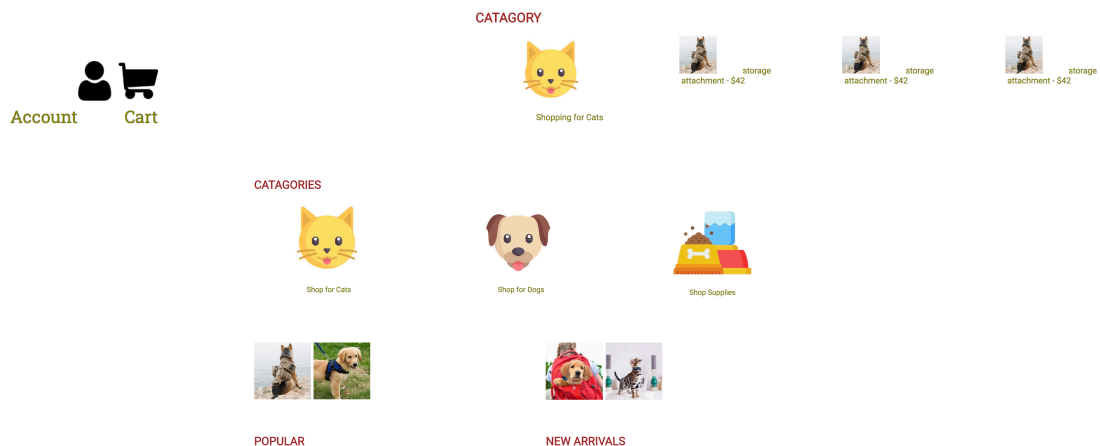 CATAGORY
storage
attachment - $42
storage
attachment - $42
storage
attachment - $42
Account
Cart
Shopping for Cats
CATAGORIES
Shop for Cats
Shop for Dogs
Shop Supplies
POPULAR
NEW ARRIVALS